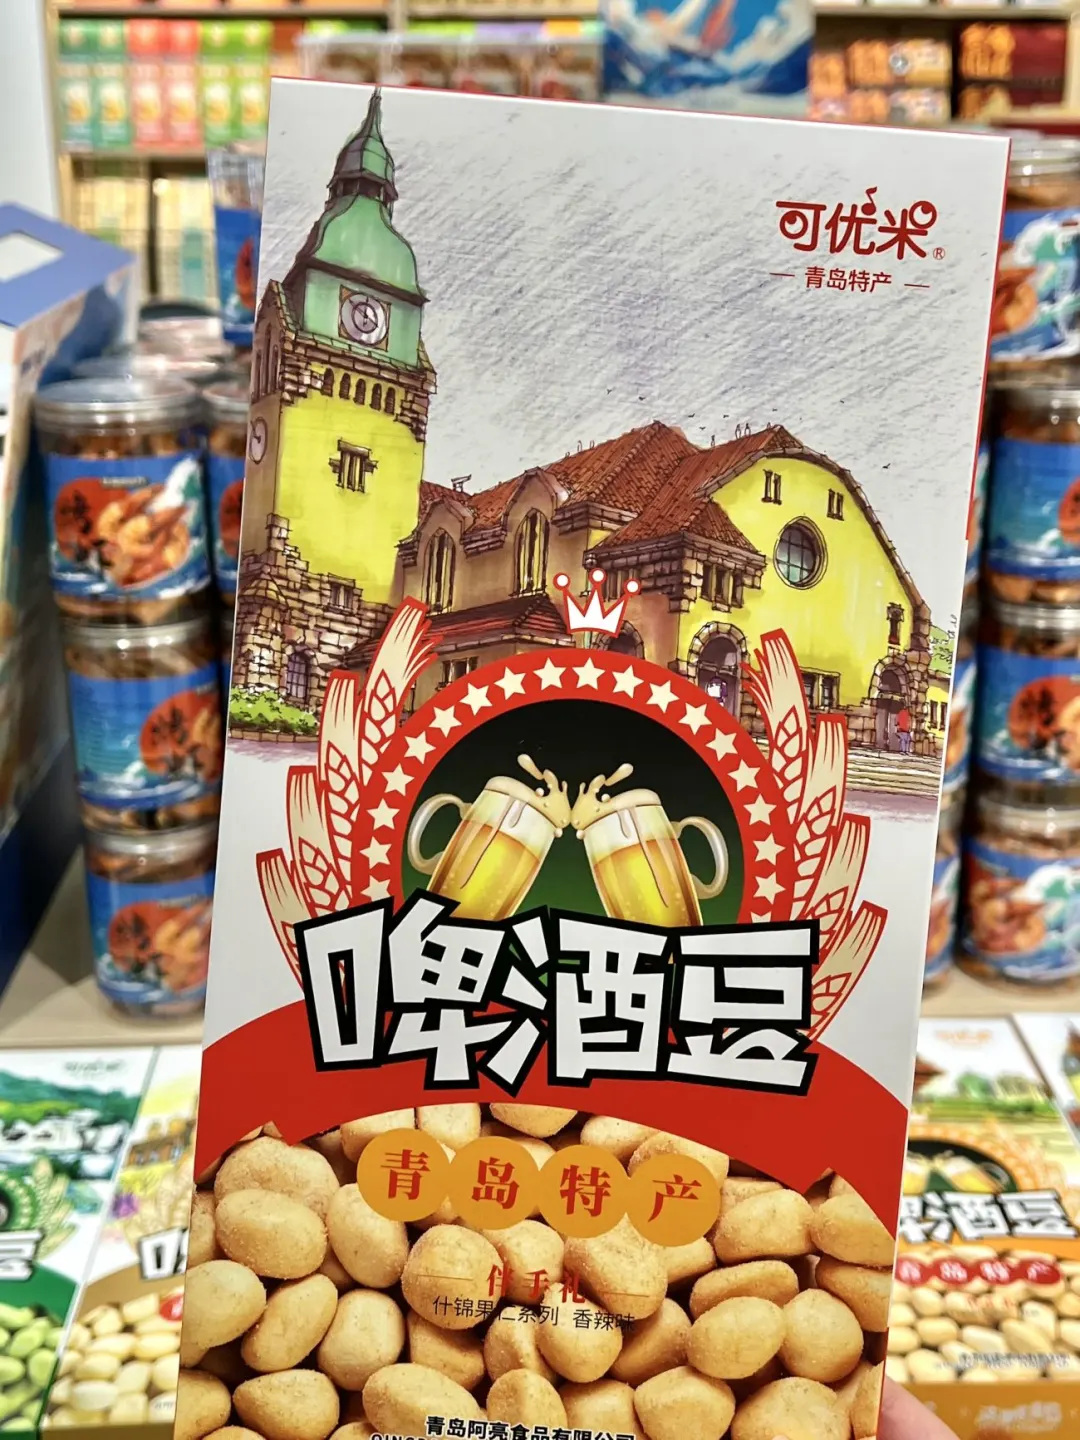 可优米®
青岛特产
啤酒豆
青岛特产
伴手礼
什锦果仁系列 香辣味
青岛阿亮食品有限公司
啤酒豆
青岛特产